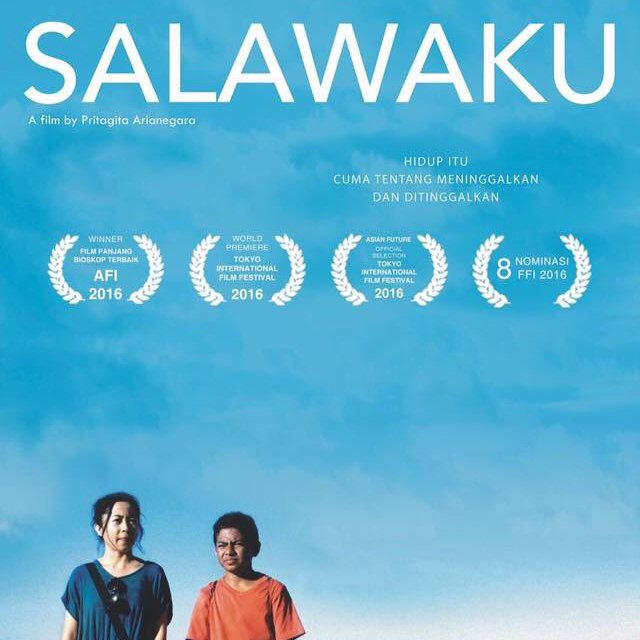 SALAWAKU
A film by Pritagita Arianegara
HIDUP ITU
CUMA TENTANG MENINGGALKAN
DAN DITINGGALKAN
WINNER
FILM PANJANG
BIOSKOP TERBAIK
AFI
2016
WORLD
PREMIERE
TOKYO
INTERNATIONAL
FILM FESTIVAL
2016
ASIAN FUTURE
OFFICIAL
SELECTION
TOKYO
INTERNATIONAL
FILM FESTIVAL
2016
8 NOMINASI
FFI 2016